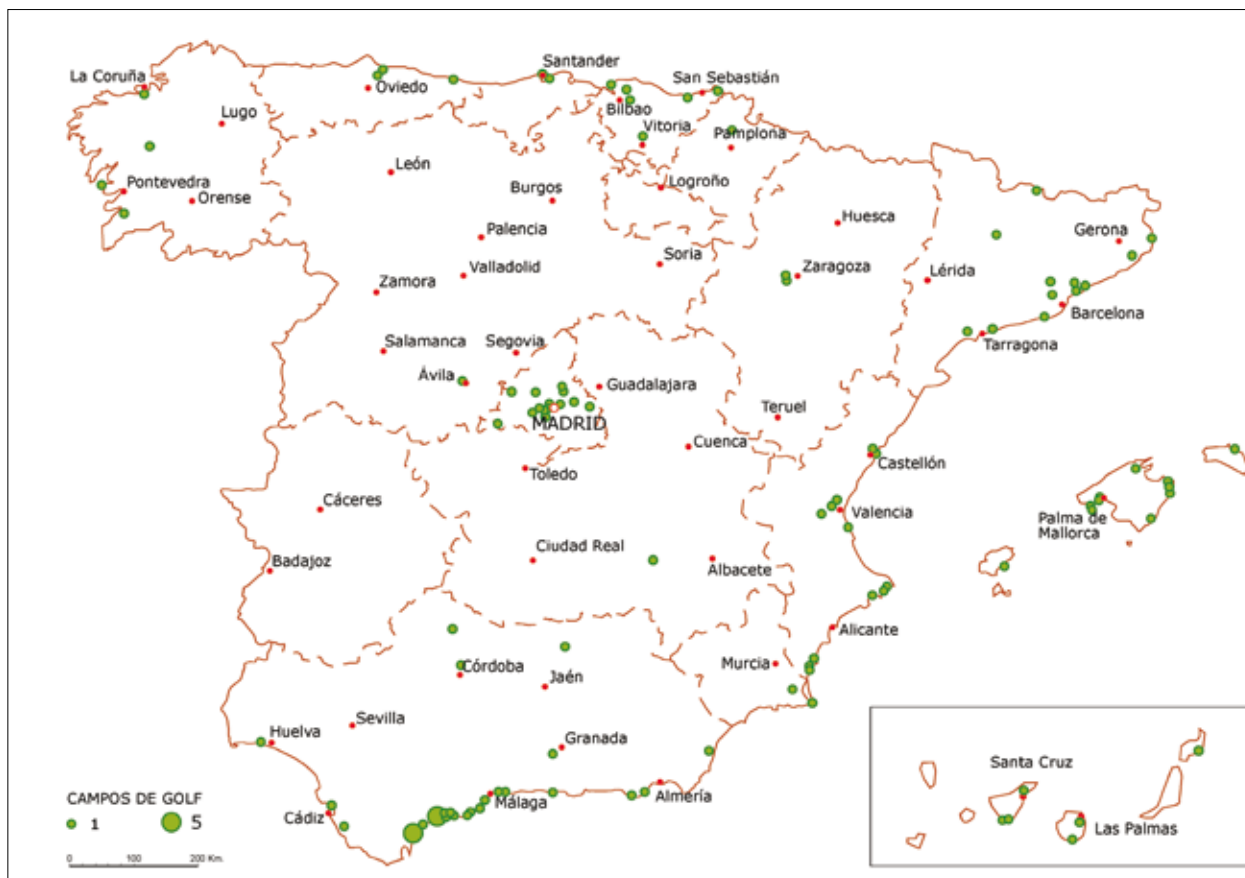 Santander
La Coruña
San Sebastián
Oviedo
Bilbao
Lugo
Vitoria
Pamplona
León
Pontevedra
Logroño
Orense
Burgos
Huesca
Gerona
Palencia
Soria
Valladolid
Zaragoza
Lérida
Zamora
Barcelona
Salamanca
Segovia
Tarragona
Ávila
Guadalajara
Teruel
MADRID
Cuenca
Castellón
Toledo
Cáceres
Valencia
Palma de
Mallorca
Ciudad Real
Badajoz
Albacete
Alicante
Murcia
Córdoba
Jaén
Sevilla
Huelva
Granada
Santa Cruz
CAMPOS DE GOLF
1 5
Málaga
Almería
Cádiz
Las Palmas
0 100 200 Km.